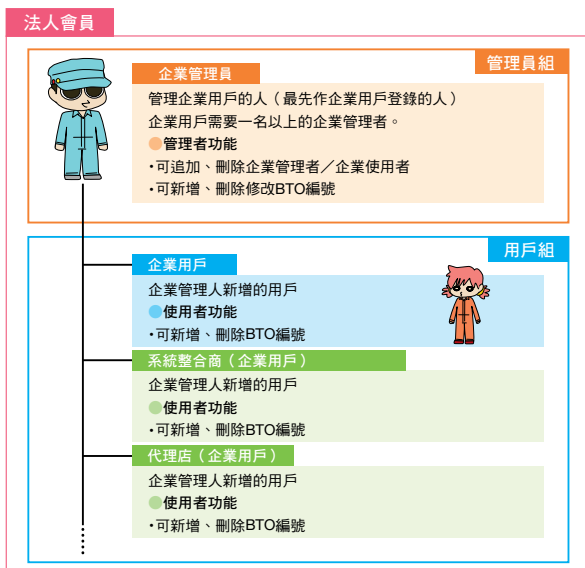 法人會員
管理員組
企業管理員
管理企業用戶的人（最先作企業用戶登錄的人）
企業用戶需要一名以上的企業管理者。
●管理者功能
・可追加、刪除企業管理者／企業使用者
・可新增、刪除修改BTO編號
用戶組
企業用戶
企業管理人新增的用戶
●使用者功能
・可新增、刪除BTO編號
系統整合商（企業用戶）
企業管理人新增的用戶
●使用者功能
・可新增、刪除BTO編號
代理店（企業用戶）
企業管理人新增的用戶
●使用者功能
・可新增、刪除BTO編號